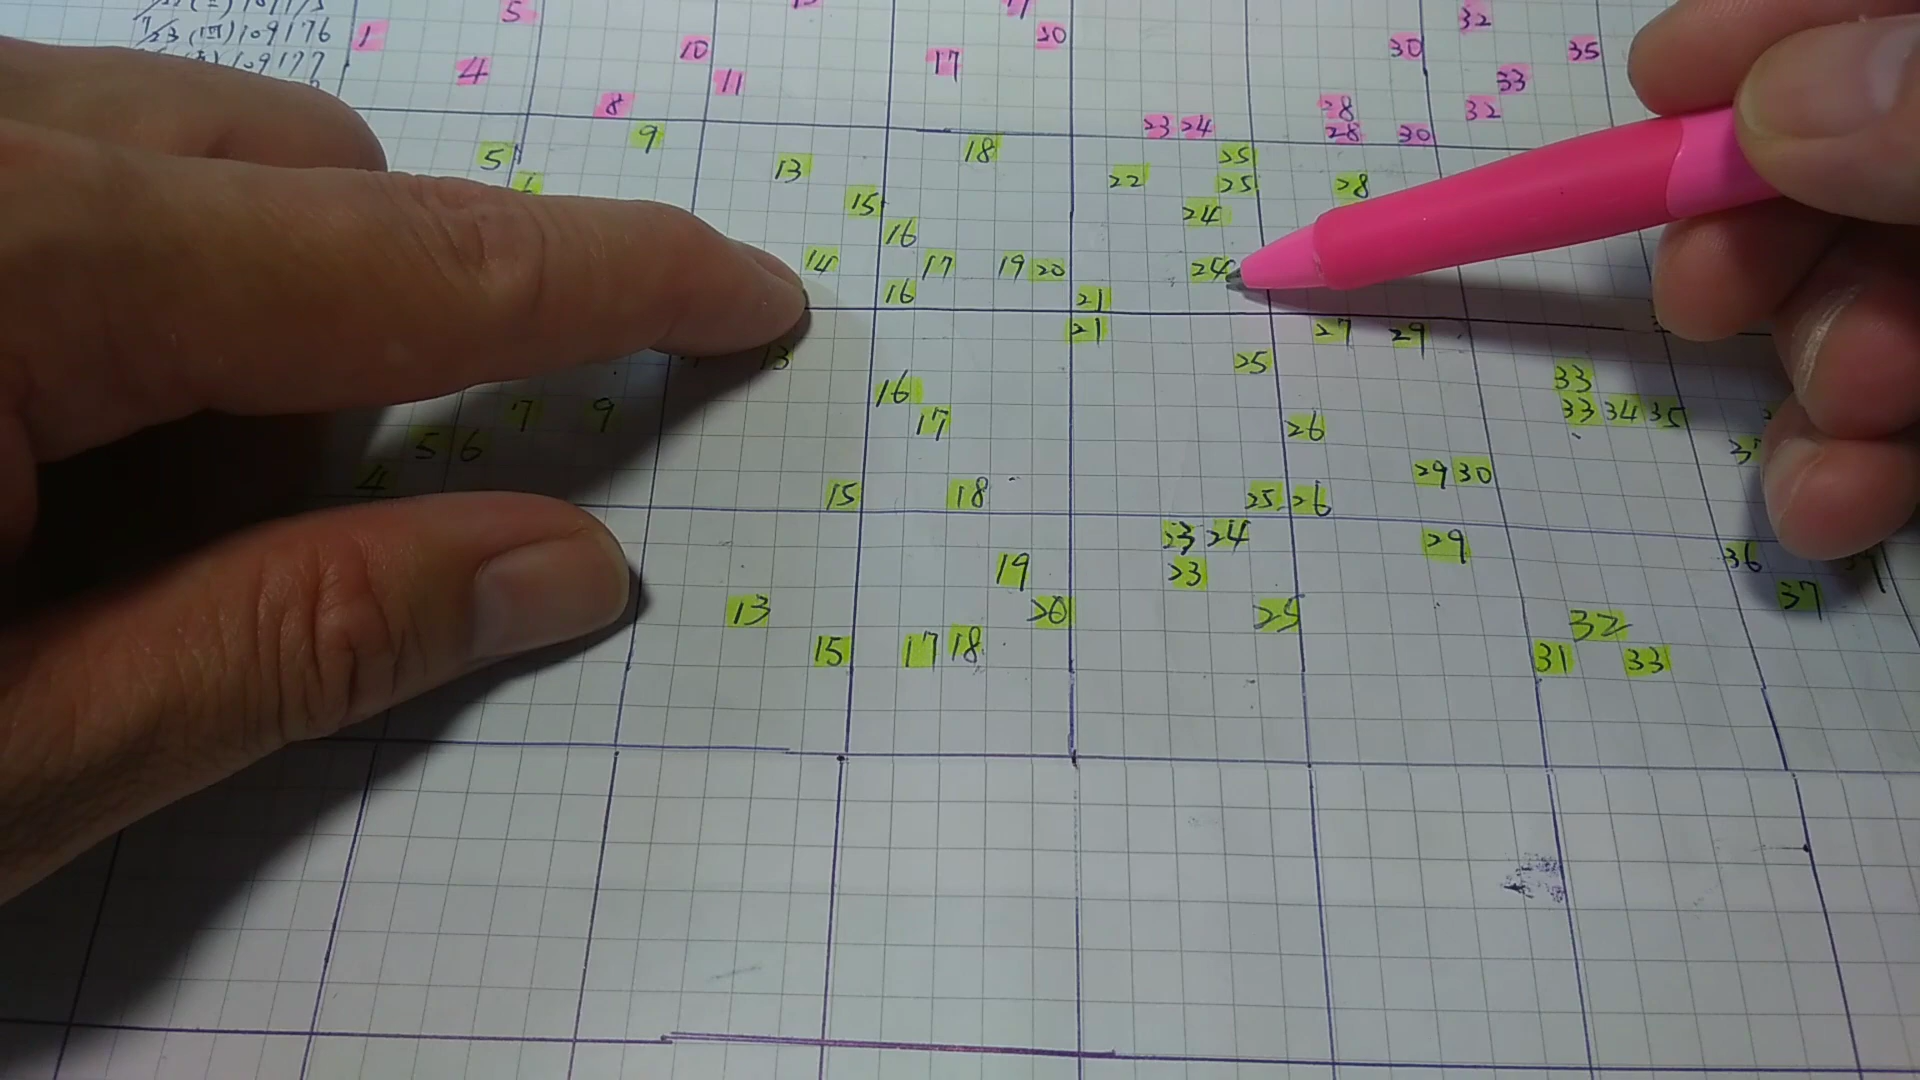 5
7/23 (四) 109176 1 10 17 30 30 32 35
109177 4 11 33
8 28 32
23 24 28 30
5 9 13 18 22 25
6 15 25 28
16 24
14 17 19 20 24
16 21
13 21 25 27 29
16 33
7 9 17 26 33 34 35
5 6
4 15 18 25 26 29 30
23 24 29 36
19 23 37
13 20 25 32
15 17 18 31 33